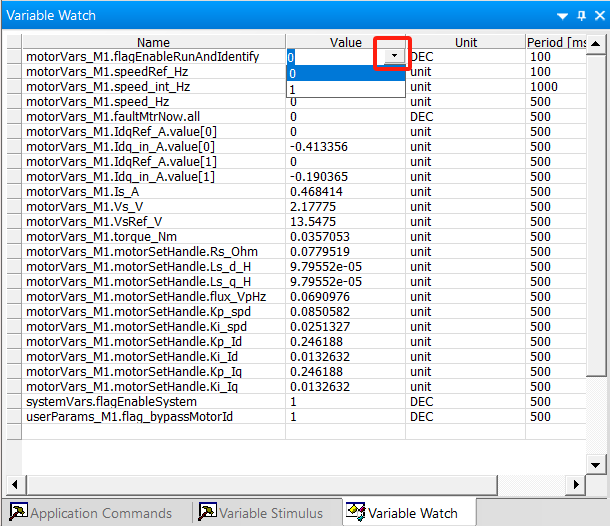 Variable Watch
Name Value Unit Period [ms
motorVars_M1.flagEnableRunAndIdentify 0 DEC 100
motorVars_M1.speedRef_Hz 0 unit 100
motorVars_M1.speed_int_Hz 1 unit 1000
motorVars_M1.speed_Hz 0 unit 500
motorVars_M1.faultMtrNow.all 0 DEC 500
motorVars_M1.IdqRef_A.value[0] 0 unit 500
motorVars_M1.Idq_in_A.value[0] -0.413356 unit 500
motorVars_M1.IdqRef_A.value[1] 0 unit 500
motorVars_M1.Idq_in_A.value[1] -0.190365 unit 500
motorVars_M1.Is_A 0.468414 unit 500
motorVars_M1.Vs_V 2.17775 unit 500
motorVars_M1.VsRef_V 13.5475 unit 500
motorVars_M1.torque_Nm 0.0357053 unit 500
motorVars_M1.motorSetHandle.Rs_Ohm 0.0779519 unit 500
motorVars_M1.motorSetHandle.Ls_d_H 9.79552e-05 unit 500
motorVars_M1.motorSetHandle.Ls_q_H 9.79552e-05 unit 500
motorVars_M1.motorSetHandle.flux_VpHz 0.0690976 unit 500
motorVars_M1.motorSetHandle.Kp_spd 0.0850582 unit 500
motorVars_M1.motorSetHandle.Ki_spd 0.0251327 unit 500
motorVars_M1.motorSetHandle.Kp_Id 0.246188 unit 500
motorVars_M1.motorSetHandle.Ki_Id 0.0132632 unit 500
motorVars_M1.motorSetHandle.Kp_Iq 0.246188 unit 500
motorVars_M1.motorSetHandle.Ki_Iq 0.0132632 unit 500
systemVars.flagEnableSystem 1 DEC 500
userParams_M1.flag_bypassMotorId 1 DEC 500
Application Commands Variable Stimulus Variable Watch